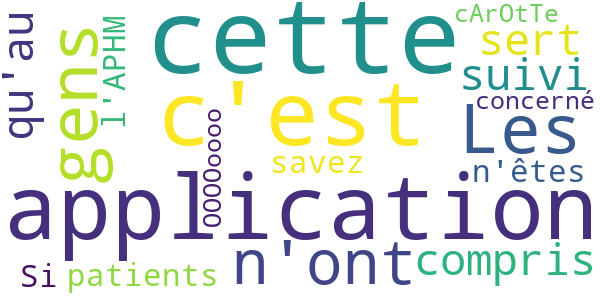 cette
cArOtTe
sert
qu'au
gens
l'APHM
c'est
suivi
concerné
Les
OOOOoooo
savez
n'êtes
application
n'ont
compris
Si
patients